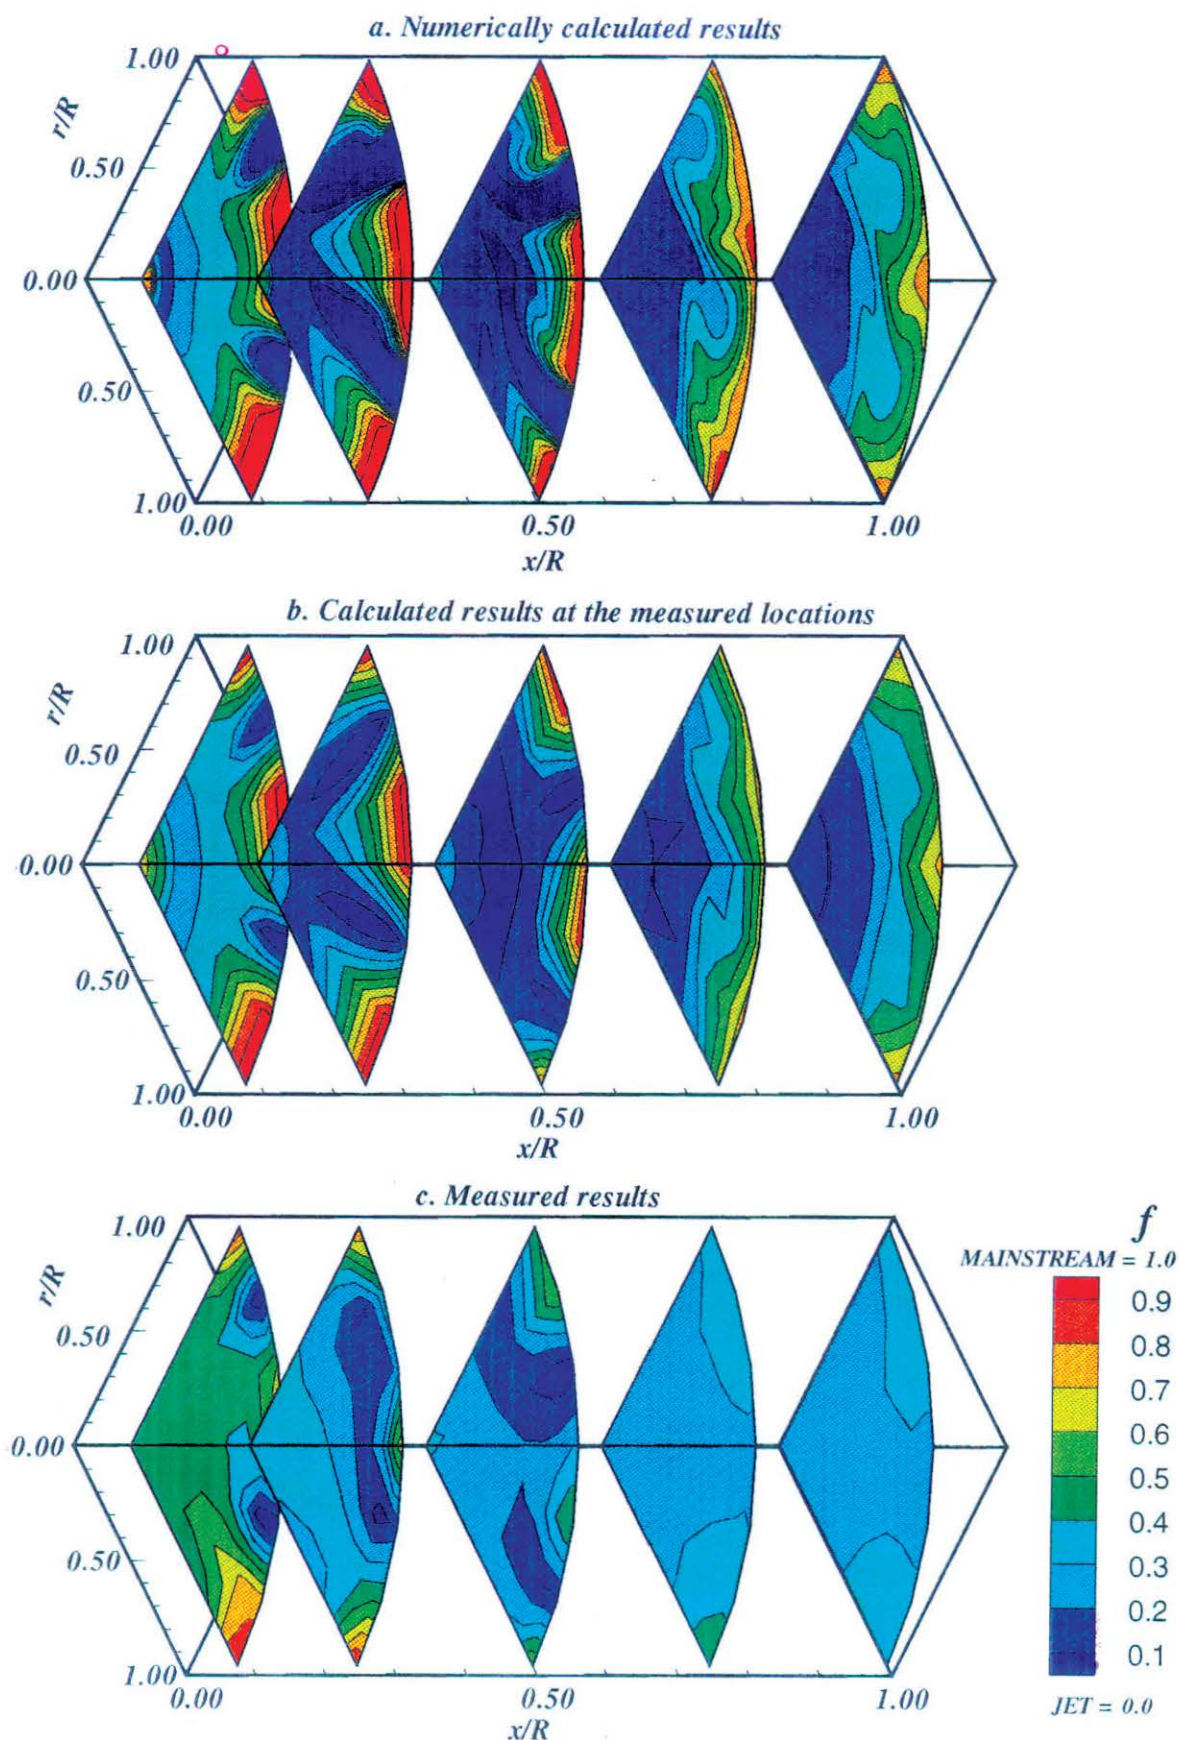 a. Numerically calculated results
1.00
r/R
0.50
0.00
0.50
1.00
0.00 0.50 1.00
x/R
b. Calculated results at the measured locations
1.00
r/R
0.50
0.00
0.50
1.00
0.00 0.50 1.00
x/R
c. Measured results
1.00
r/R
0.50
0.00
0.50
1.00
0.00 0.50 1.00
x/R
f
MAINSTREAM = 1.0
0.9
0.8
0.7
0.6
0.5
0.4
0.3
0.2
0.1
JET = 0.0